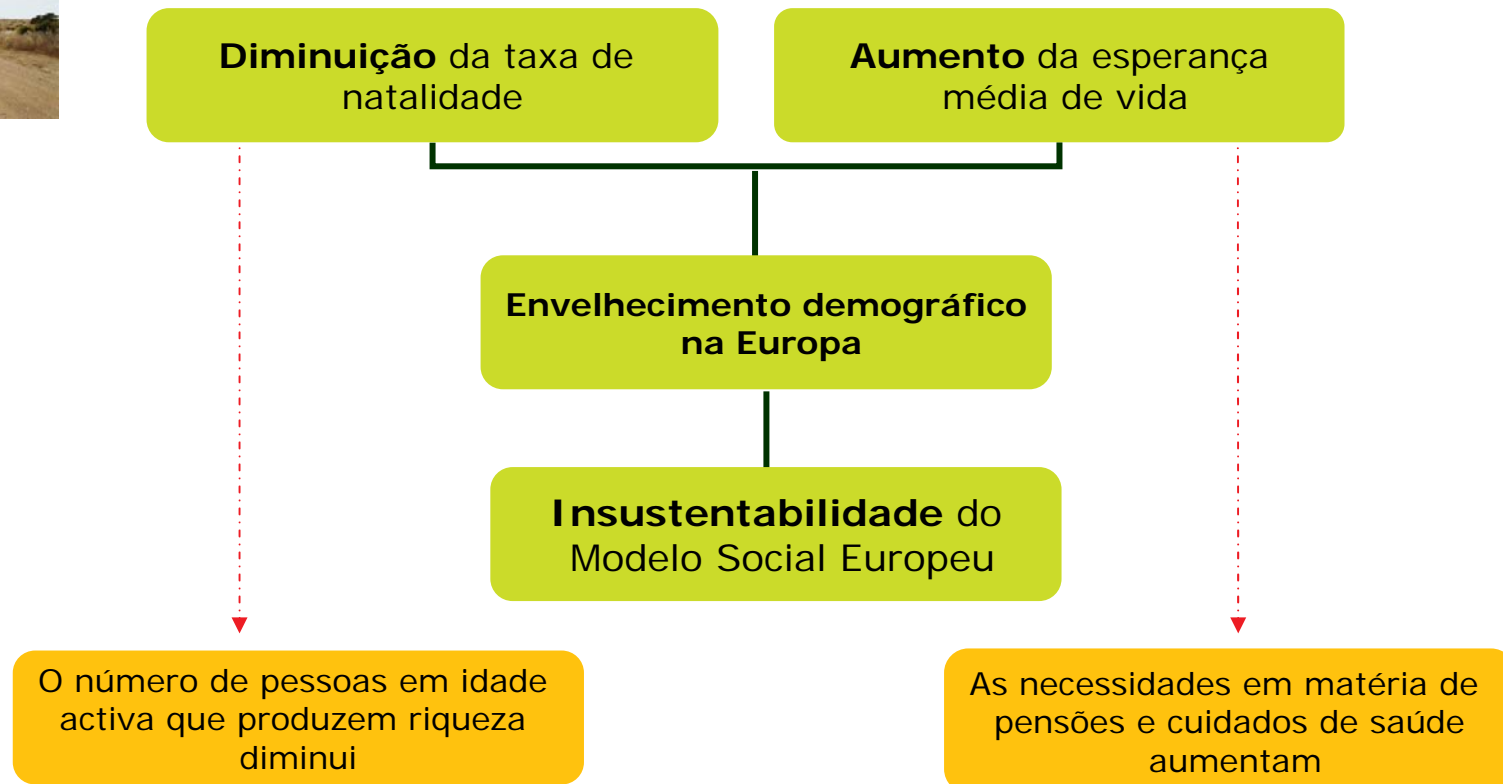 Diminuição da taxa de
natalidade
Aumento da esperança
média de vida
Envelhecimento demográfico
na Europa
Insustentabilidade do
Modelo Social Europeu
O número de pessoas em idade
activa que produzem riqueza
diminui
As necessidades em matéria de
pensões e cuidados de saúde
aumentam